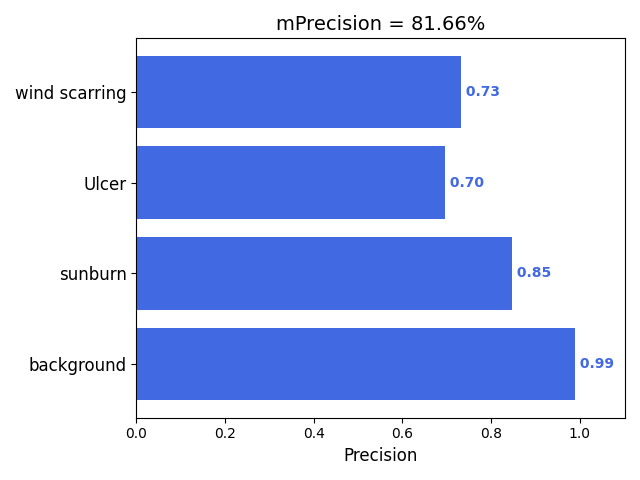 mPrecision = 81.66%
wind scarring
0.73
Ulcer
0.70
sunburn
0.85
background
0.99
0.0 0.2 0.4 0.6 0.8 1.0
Precision